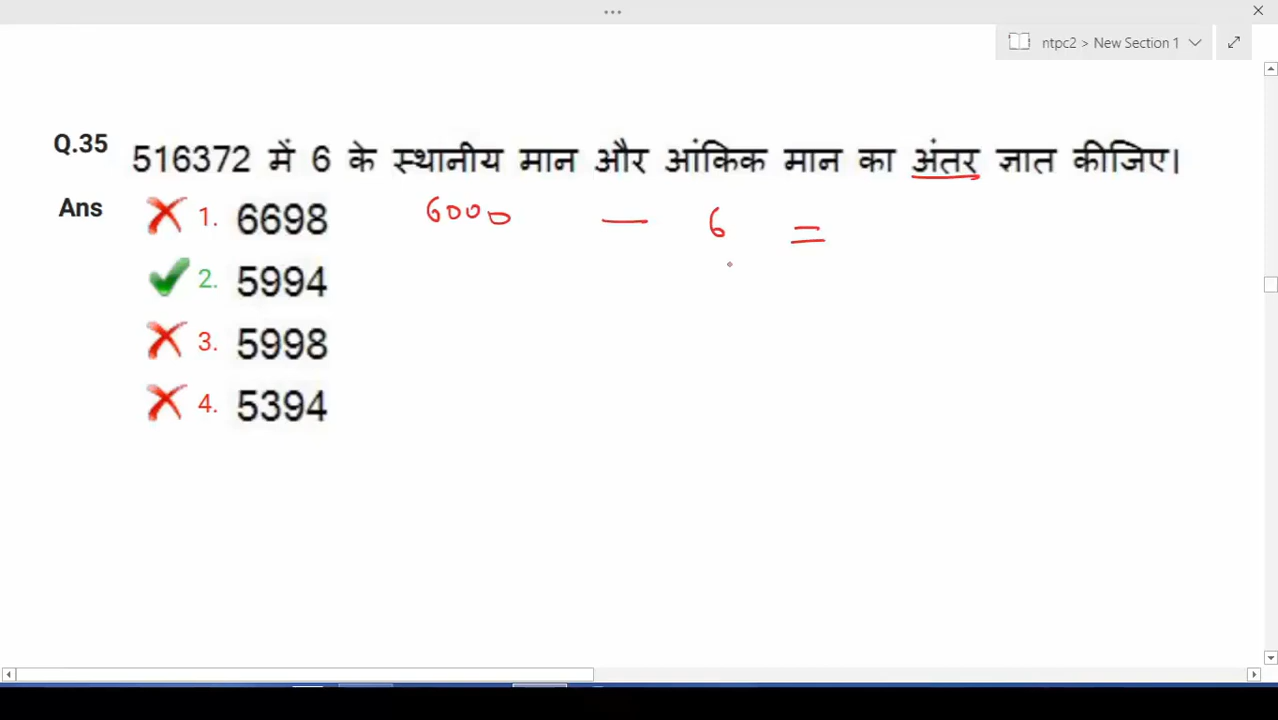 ntpc2 > New Section 1
Q.35 516372 में 6 के स्थानीय मान और आंकिक मान का अंतर ज्ञात कीजिए।
Ans 1. 6698
6000 — 6 =
2. 5994
3. 5998
4. 5394